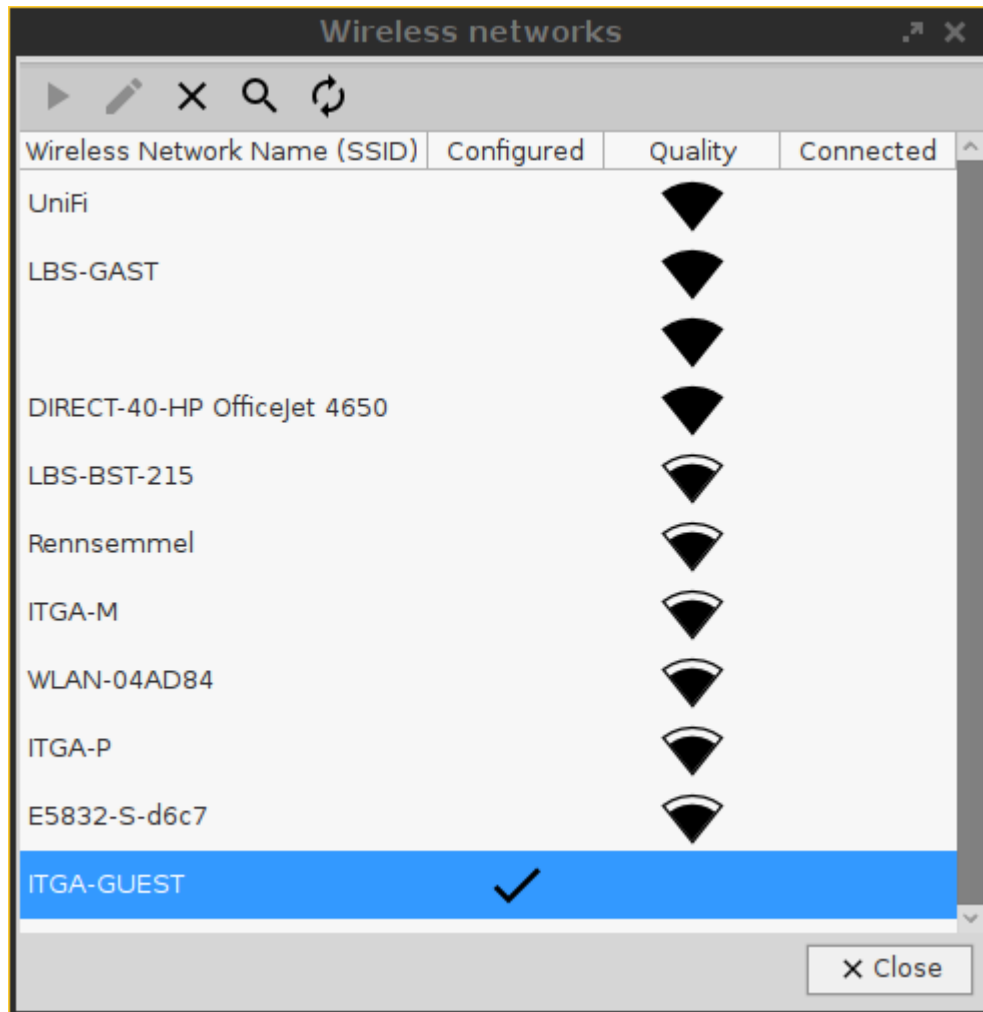 Wireless networks
Wireless Network Name (SSID) Configured Quality Connected
UniFi
LBS-GAST
DIRECT-40-HP OfficeJet 4650
LBS-BST-215
Rennsemmel
ITGA-M
WLAN-04AD84
ITGA-P
E5832-S-d6c7
ITGA-GUEST
Close